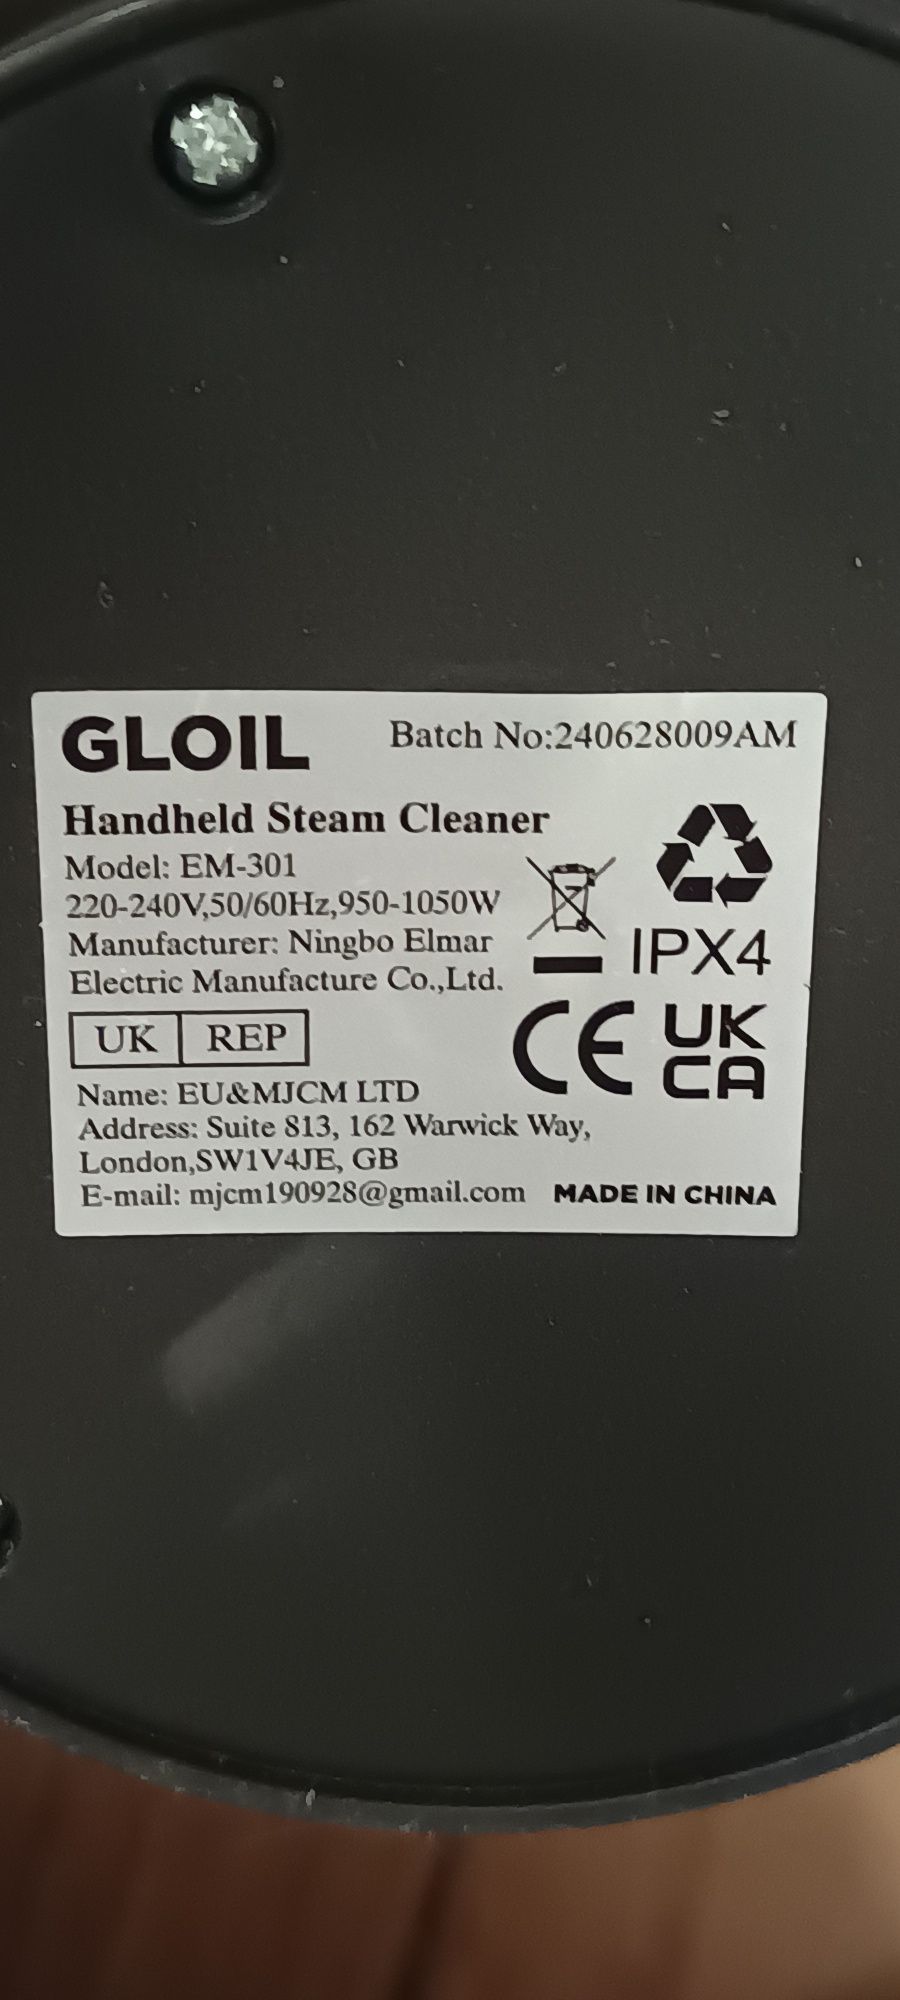 GLOIL
Batch No:240628009AM
Handheld Steam Cleaner
Model: EM-301
220-240V,50/60Hz,950-1050W
Manufacturer: Ningbo Elmar
Electric Manufacture Co.,Ltd.
IPX4
UK REP
CE
UK
CA
Name: EU&MJCM LTD
Address: Suite 813, 162 Warwick Way,
London,SW1V4JE, GB
E-mail: mjcm190928@gmail.com
MADE IN CHINA